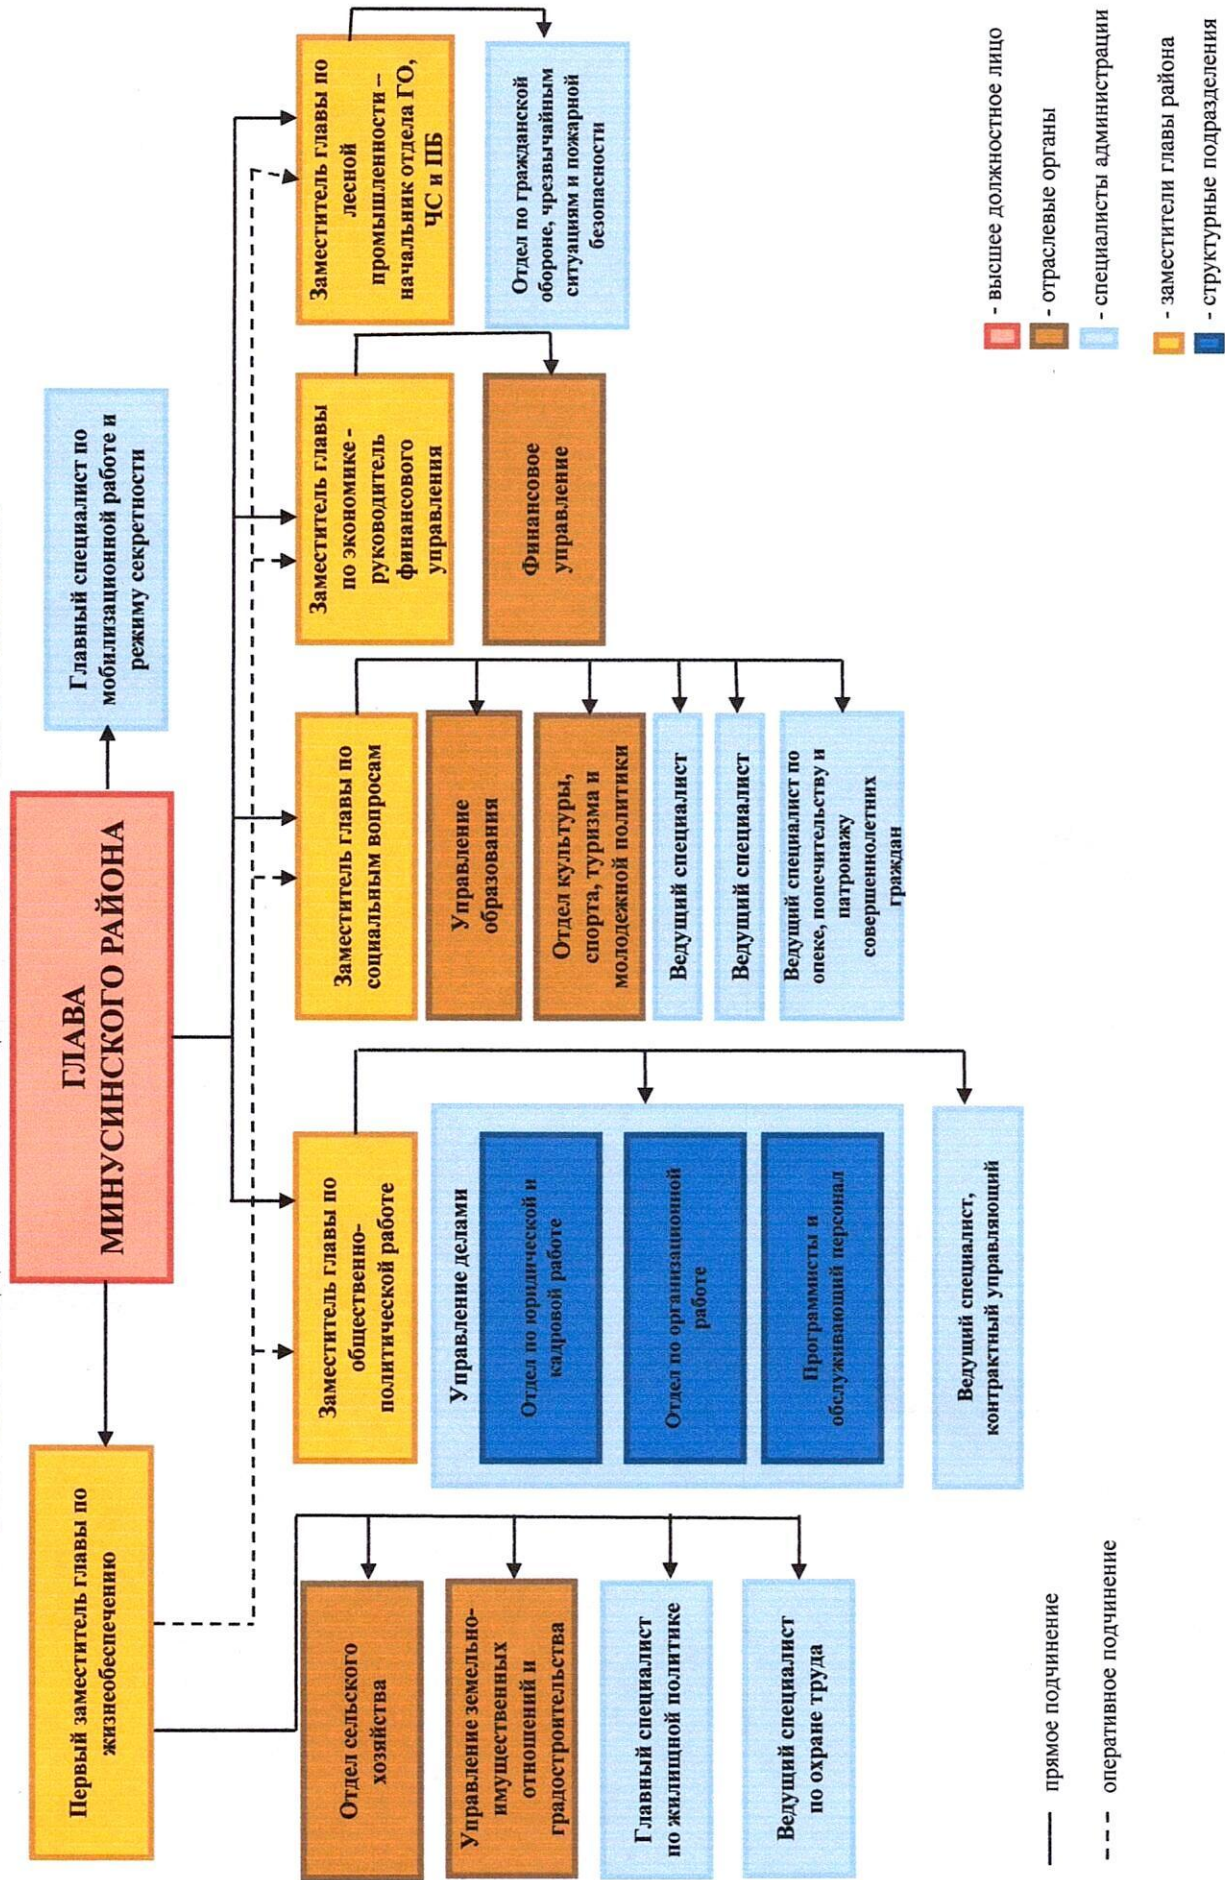 ГЛАВА
МИНУСИНСКОГО РАЙОНА
Главный специалист по
мобилизационной работе и
режиму секретности
Первый заместитель главы по
жизнеобеспечению
Заместитель главы по
общественно-
политической работе
Заместитель главы по
социальным вопросам
Заместитель главы
по экономике -
руководитель
финансового
управления
Заместитель главы по
лесной
промышленности –
начальник отдела ГО,
ЧС и ПБ
Отдел сельского
хозяйства
Управление земельно-
имущественных
отношений и
градостроительства
Главный специалист
по жилищной политике
Ведущий специалист
по охране труда
Управление делами
Отдел по юридической и
кадровой работе
Отдел по организационной
работе
Программисты и
обслуживающий персонал
Ведущий специалист,
контрактный управляющий
Управление
образования
Отдел культуры,
спорта, туризма и
молодежной политики
Ведущий специалист
Ведущий специалист
Ведущий специалист по
опеке, попечительству и
патронажу
совершеннолетних
граждан
Финансовое
управление
Отдел по гражданской
обороне, чрезвычайным
ситуациям и пожарной
безопасности
прямое подчинение
оперативное подчинение
- высшее должностное лицо
- отраслевые органы
- специалисты администрации
- заместители главы района
- структурные подразделения